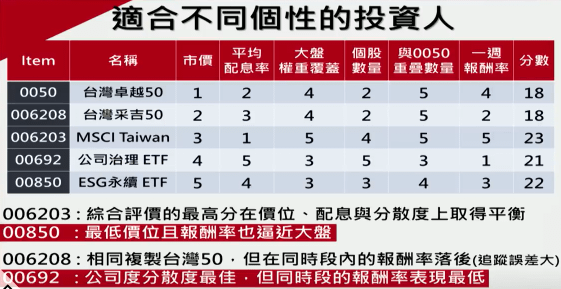 適合不同個性的投資人
Item 名稱 市價 平均配息率 大盤權重覆蓋 個股數量 與0050重疊數量 一週報酬率 分數
0050 台灣卓越50 1 2 4 2 5 4 18
006208 台灣采吉50 2 3 4 2 5 2 18
006203 MSCI Taiwan 3 1 5 4 5 5 23
00692 公司治理 ETF 4 5 3 5 3 1 21
00850 ESG永續 ETF 5 4 3 3 4 3 22
006203：綜合評價的最高分在價位、配息與分散度上取得平衡
00850 ：最低價位且報酬率也逼近大盤
006208：相同複製台灣50，但在同時段內的報酬率落後(追蹤誤差大)
00692 ：公司度分散度最佳，但同時段的報酬率表現最低